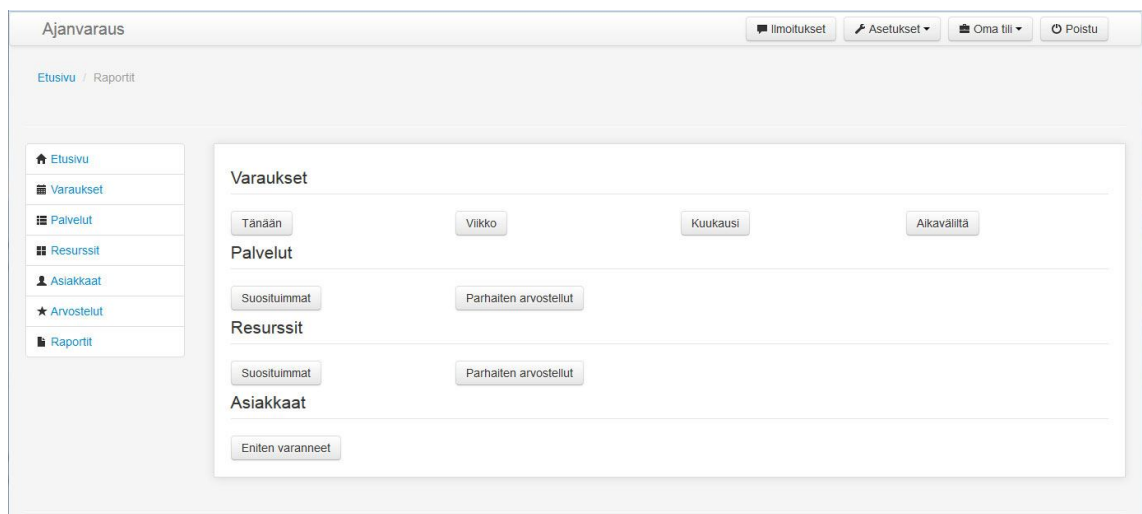 Ajanvaraus
Ilmoitukset Asetukset Oma tili Poistu
Etusivu / Raportit
Etusivu
Varaukset
Palvelut
Resurssit
Asiakkaat
Arvostelut
Raportit
Varaukset
Tänään Viikko Kuukausi Aikaväliltä
Palvelut
Suosituimmat Parhaiten arvostellut
Resurssit
Suosituimmat Parhaiten arvostellut
Asiakkaat
Eniten varanneet